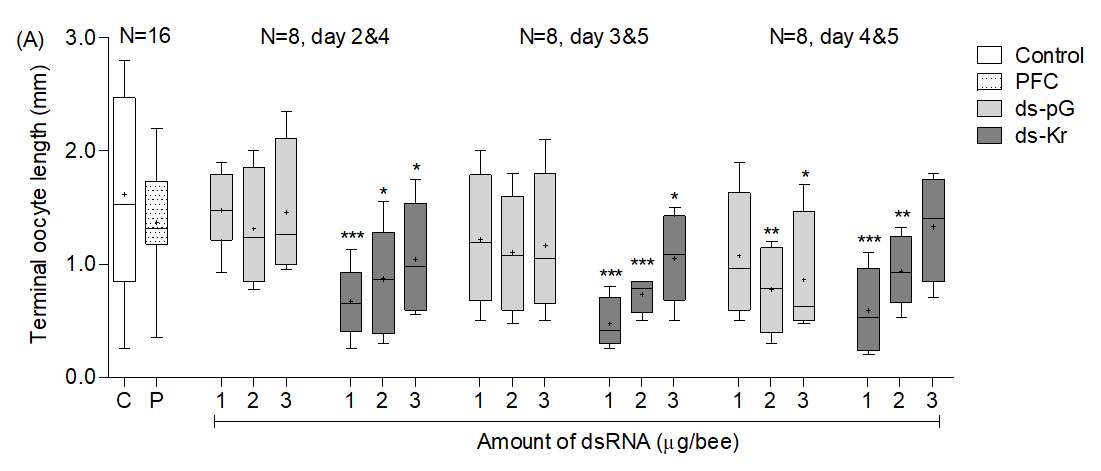 (A)
3.0
2.0
1.0
0.0
Terminal oocyte length (mm)
N=16
N=8, day 2&4
N=8, day 3&5
N=8, day 4&5
Control
PFC
ds-pG
ds-Kr
*** * *
*** *** *
** *
*** **
C P 1 2 3 1 2 3 1 2 3 1 2 3 1 2 3 1 2 3
Amount of dsRNA (μg/bee)